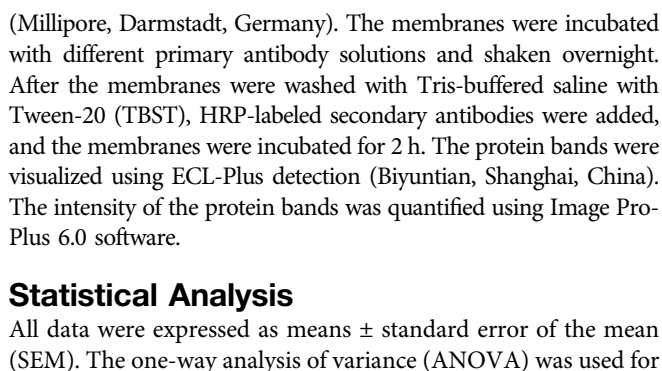 (Millipore, Darmstadt, Germany). The membranes were incubated
with different primary antibody solutions and shaken overnight.
After the membranes were washed with Tris-buffered saline with
Tween-20 (TBST), HRP-labeled secondary antibodies were added,
and the membranes were incubated for 2 h. The protein bands were
visualized using ECL-Plus detection (Biyuntian, Shanghai, China).
The intensity of the protein bands was quantified using Image Pro-
Plus 6.0 software.
Statistical Analysis
All data were expressed as means ± standard error of the mean
(SEM). The one-way analysis of variance (ANOVA) was used for